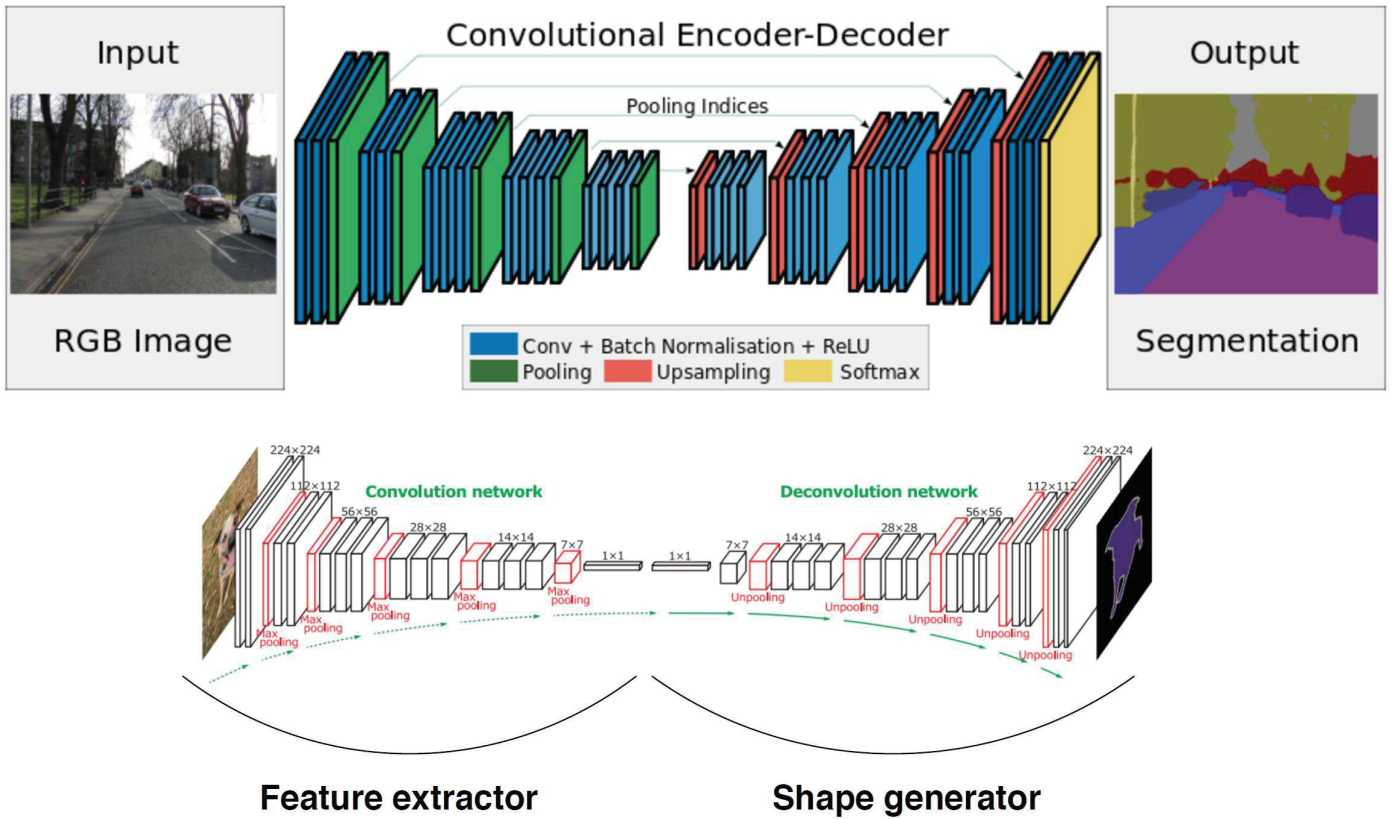 Input
Convolutional Encoder-Decoder
Output
Pooling Indices
RGB Image
Segmentation
Conv + Batch Normalisation + ReLU
Pooling
Upsampling
Softmax
224×224
112×112
56×56
28×28
14×14
7×7
1×1
1×1
7×7
14×14
28×28
56×56
112×112
224×224
Convolution network
Deconvolution network
Max
pooling
Max
pooling
Max
pooling
Max
pooling
Max
pooling
Unpooling
Unpooling
Unpooling
Unpooling
Unpooling
Feature extractor
Shape generator